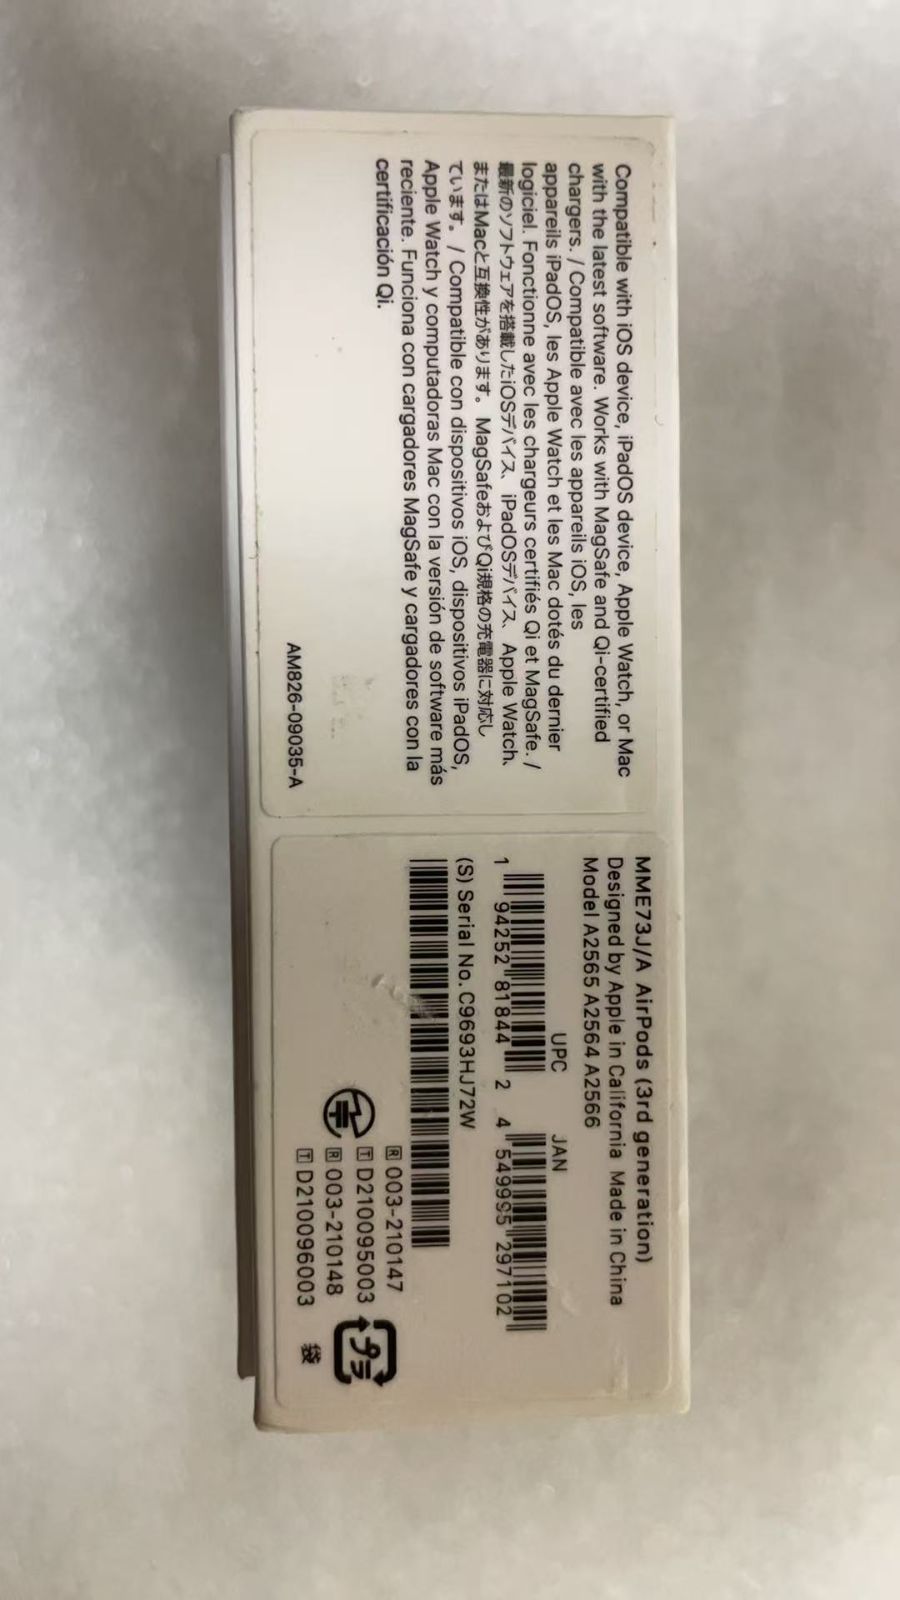 Compatible with iOS device, iPadOS device, Apple Watch, or Mac
with the latest software. Works with MagSafe and Qi-certified
chargers. / Compatible avec les appareils iOS, les
appareils iPadOS, les Apple Watch et les Mac dotés du dernier
logiciel. Fonctionne avec les chargeurs certifiés Qi et MagSafe. /
最新のソフトウェアを搭載したiOSデバイス、iPadOSデバイス、Apple Watch、
またはMacと互換性があります。MagSafeおよびQi規格の充電器に対応し
ています。 / Compatible con dispositivos iOS, dispositivos iPadOS,
Apple Watch y computadoras Mac con la versión de software más
reciente. Funciona con cargadores MagSafe y cargadores con la
certificación Qi.
AM826-09035-A
MME73J/A AirPods (3rd generation)
Designed by Apple in California Made in China
Model A2565 A2564 A2566
UPC JAN
1 94252 81844 2 4 549995 297102
(S) Serial No. C9693HJ72W
R 003-210147
T D210095003
R 003-210148
T D210096003
プラ
袋